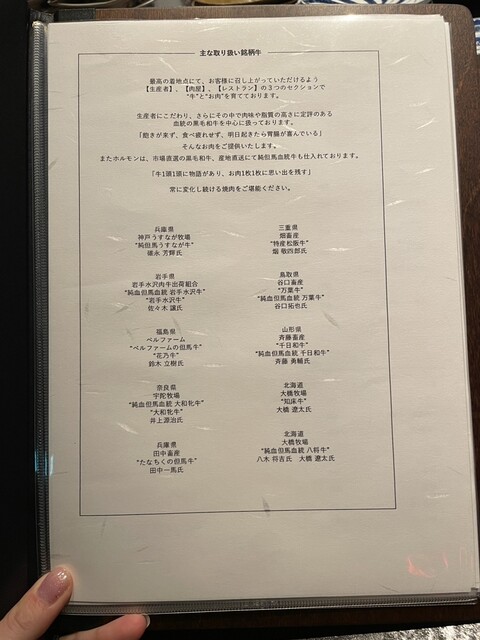 主な取り扱い銘柄牛
最高の着地点にて、お客様に召し上がっていただけるよう
【生産者】、【肉屋】、【レストラン】の３つのセクションで
“牛”と“お肉”を育てております。
生産者にこだわり、さらにその中で肉味や脂質の高さに定評のある
血統の黒毛和牛を中心に扱っております。
「飽きが来ず、食べ疲れせず、明日起きたら胃腸が喜んでいる」
そんなお肉をご提供いたします。
またホルモンは、市場直送の黒毛和牛、産地直送にて純但馬血統牛も仕入れております。
「牛1頭1頭に物語があり、お肉1枚1枚に思い出を残す」
常に変化し続ける焼肉をご堪能ください。
兵庫県
神戸うすなが牧場
“純但馬うすなが牛”
碓永 芳輝氏
三重県
畑畜産
“特産松阪牛”
畑 敬四郎氏
岩手県
岩手水沢肉牛出荷組合
“純血但馬血統 岩手水沢牛”
“岩手水沢牛”
佐々木 譲氏
鳥取県
谷口畜産
“万葉牛”
“純血但馬血統 万葉牛”
谷口拓也氏
福島県
ベルファーム
“ベルファームの但馬牛”
“花乃牛”
鈴木 立樹氏
山形県
斉藤畜産
“千日和牛”
“純血但馬血統 千日和牛”
斉藤 勇輔氏
奈良県
宇陀牧場
“純血但馬血統 大和牝牛”
“大和牝牛”
井上源治氏
北海道
大橋牧場
“知床牛”
大橋 遼太氏
兵庫県
田中畜産
“たなちくの但馬牛”
田中一馬氏
北海道
大橋牧場
“純血但馬血統 八将牛”
八木 将吉氏　大橋 遼太氏